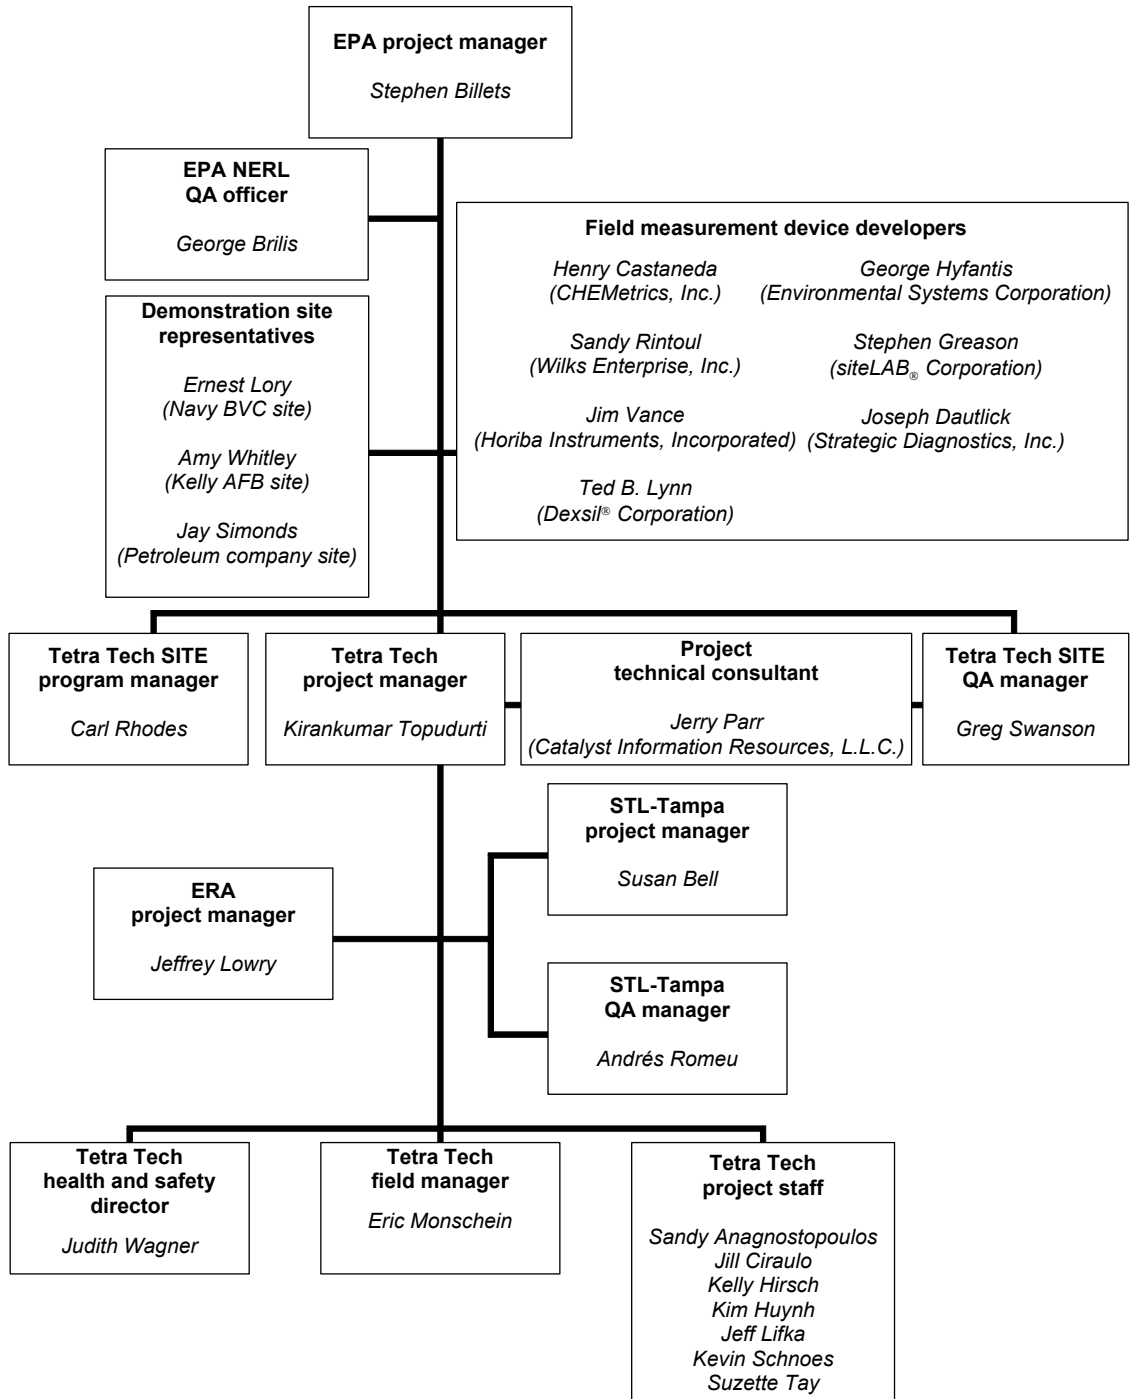 EPA project manager
Stephen Billets
EPA NERL
QA officer
George Brilis
Field measurement device developers
Henry Castaneda
(CHEMetrics, Inc.)
George Hyfantis
(Environmental Systems Corporation)
Sandy Rintoul
(Wilks Enterprise, Inc.)
Stephen Greason
(siteLAB® Corporation)
Jim Vance
(Horiba Instruments, Incorporated)
Joseph Dautlick
(Strategic Diagnostics, Inc.)
Ted B. Lynn
(Dexsil® Corporation)
Demonstration site
representatives
Ernest Lory
(Navy BVC site)
Amy Whitley
(Kelly AFB site)
Jay Simonds
(Petroleum company site)
Tetra Tech SITE
program manager
Carl Rhodes
Tetra Tech
project manager
Kirankumar Topudurti
Project
technical consultant
Jerry Parr
(Catalyst Information Resources, L.L.C.)
Tetra Tech SITE
QA manager
Greg Swanson
STL-Tampa
project manager
Susan Bell
ERA
project manager
Jeffrey Lowry
STL-Tampa
QA manager
Andrés Romeu
Tetra Tech
health and safety
director
Judith Wagner
Tetra Tech
field manager
Eric Monschein
Tetra Tech
project staff
Sandy Anagnostopoulos
Jill Ciraulo
Kelly Hirsch
Kim Huynh
Jeff Lifka
Kevin Schnoes
Suzette Tay